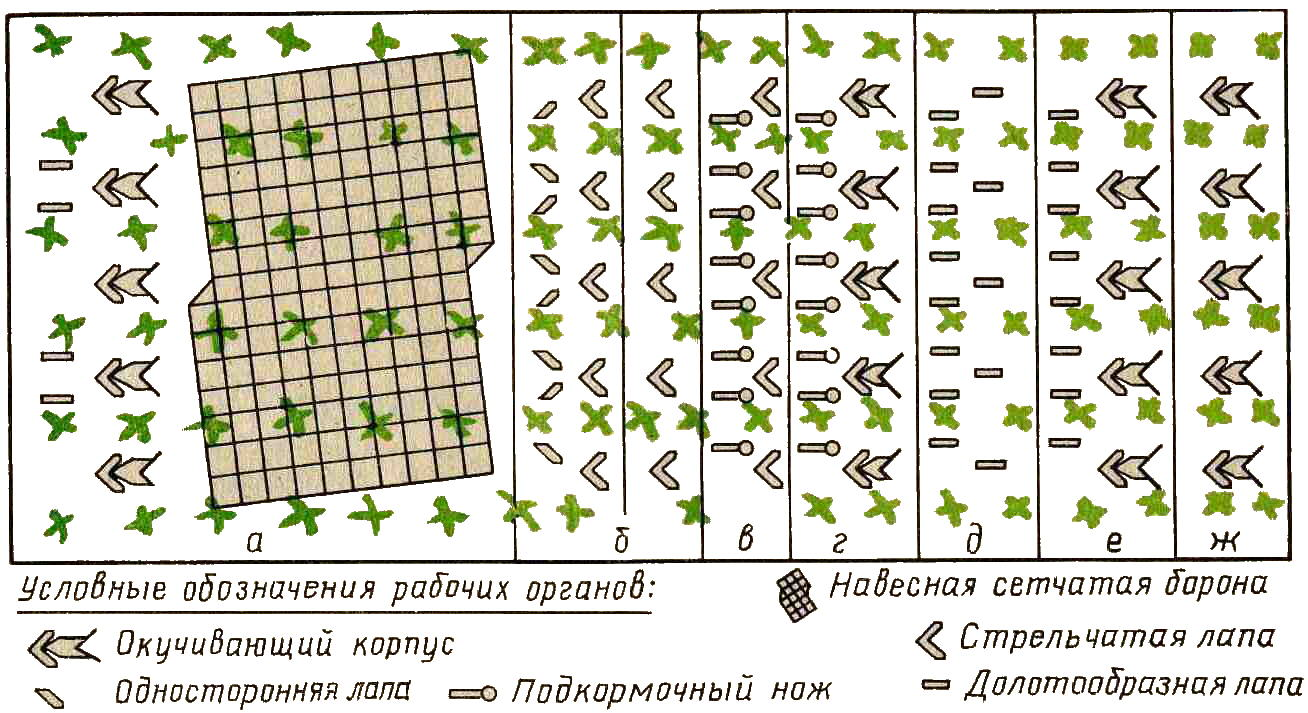 а б в г д е ж
Условные обозначения рабочих органов:
Навесная сетчатая борона
Окучивающий корпус
Стрельчатая лапа
Односторонняя лапа
Подкормочный нож
Долотообразная лапа